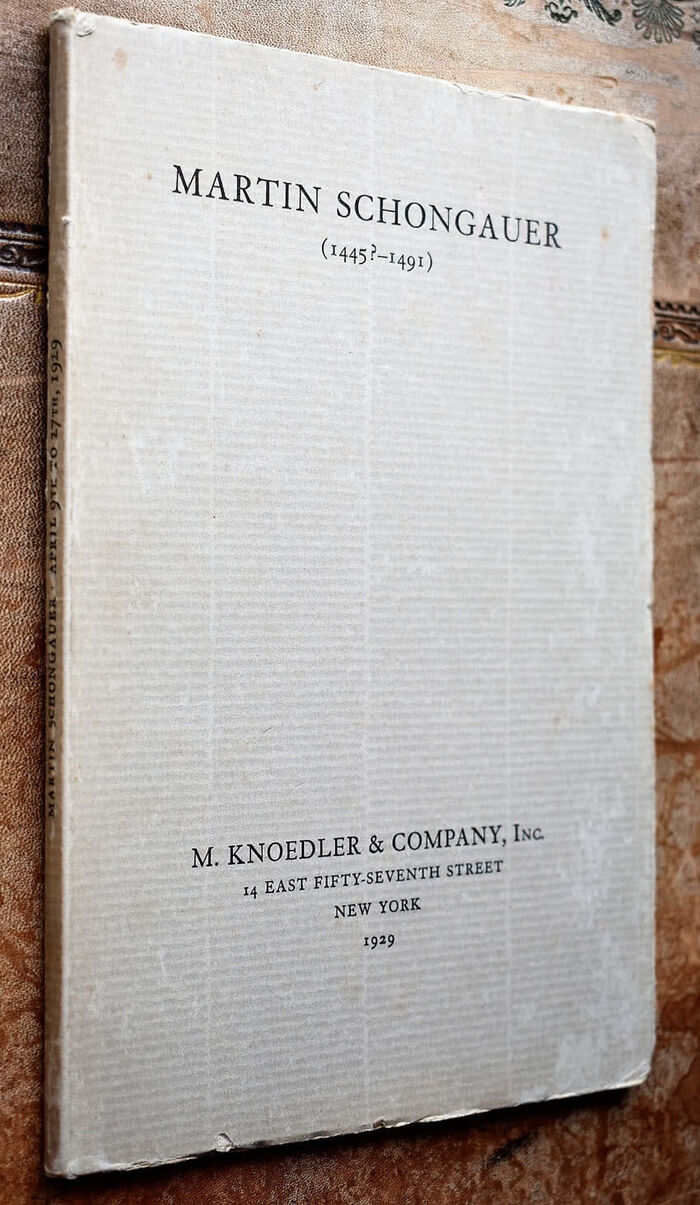 MARTIN SCHONGAUER
(1445?–1491)
M. KNOEDLER & COMPANY, INC.
14 EAST FIFTY-SEVENTH STREET
NEW YORK
1929
MARTIN SCHONGAUER · APRIL 9TH TO 27TH, 1929